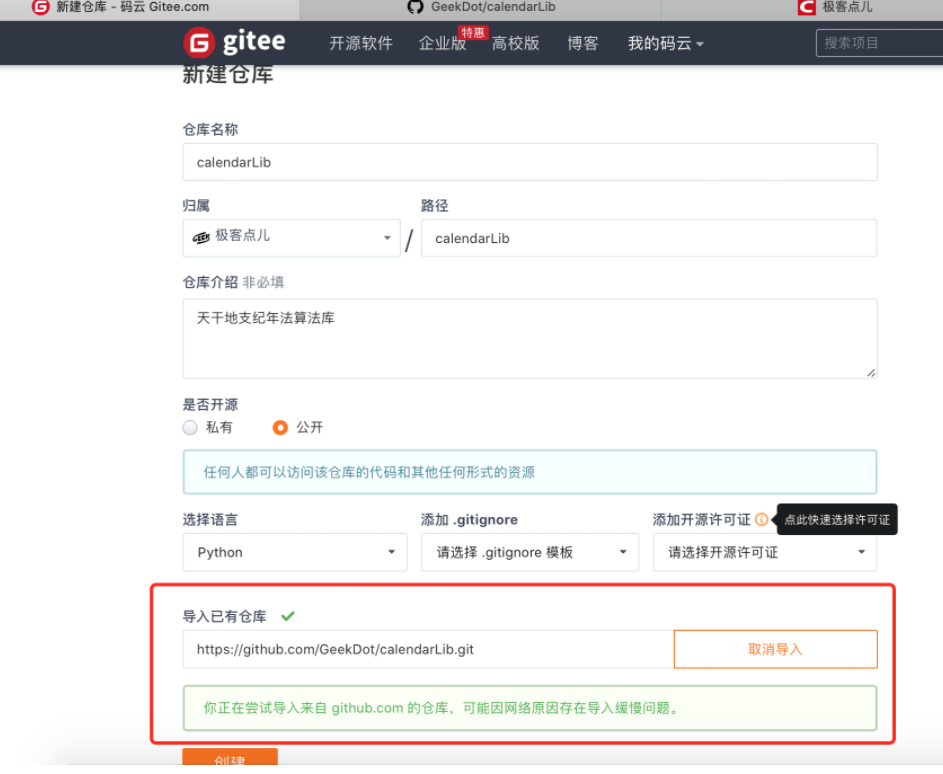 新建仓库 - 码云 Gitee.com
GeekDot/calendarLib
极客点儿
gitee 开源软件 企业版 特惠 高校版 博客 我的码云 搜索项目
新建仓库
仓库名称
calendarLib
归属 路径
GEEK 极客点儿 / calendarLib
仓库介绍 非必填
天干地支纪年法算法库
是否开源
私有 公开
任何人都可以访问该仓库的代码和其他任何形式的资源
选择语言 添加 .gitignore 添加开源许可证 点此快速选择许可证
Python 请选择 .gitignore 模板 请选择开源许可证
导入已有仓库
https://github.com/GeekDot/calendarLib.git 取消导入
你正在尝试导入来自 github.com 的仓库，可能因网络原因存在导入缓慢问题。
创建